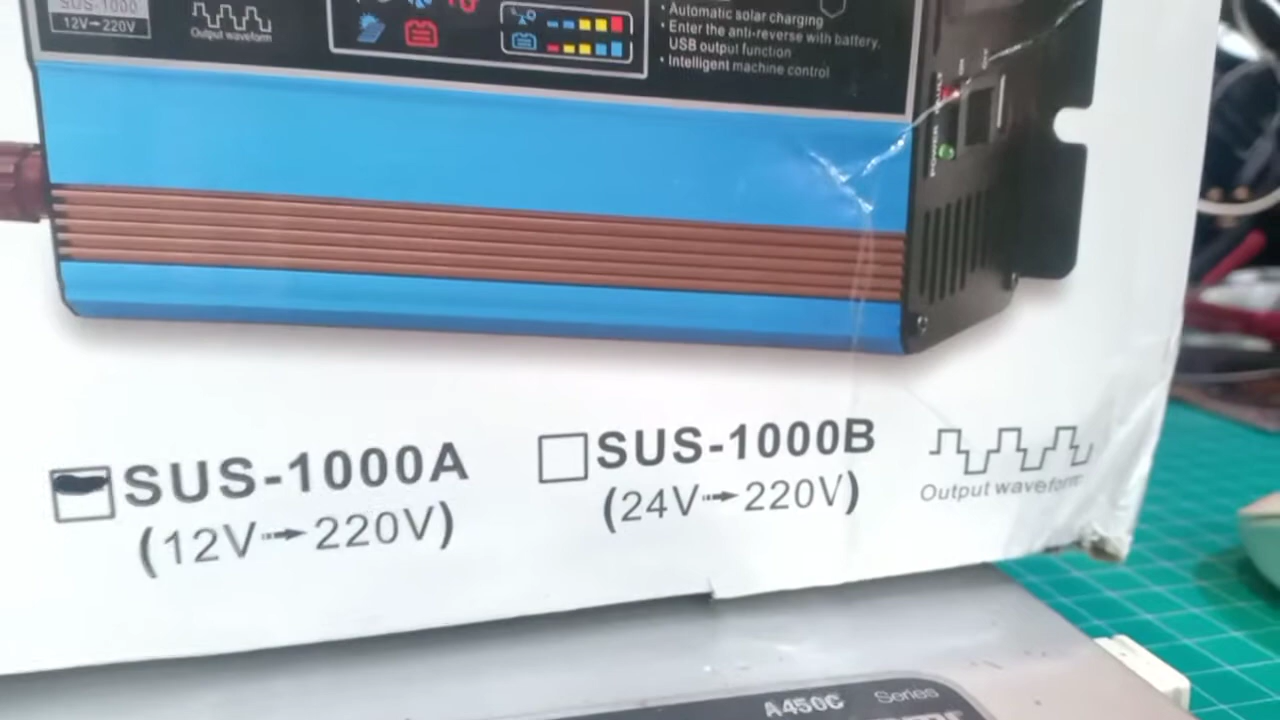 SUS-1000
12V→220V
Output waveform
• Automatic solar charging
• Enter the anti-reverse with battery.
USB output function
• Intelligent machine control
POWER
SUS-1000A
(12V→220V)
SUS-1000B
(24V→220V)
Output waveform
A450C Series